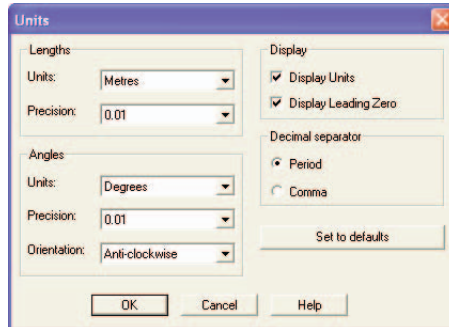 Units
Lengths
Units: Metres
Precision: 0.01
Angles
Units: Degrees
Precision: 0.01
Orientation: Anti-clockwise
Display
Display Units
Display Leading Zero
Decimal separator
Period
Comma
Set to defaults
OK Cancel Help